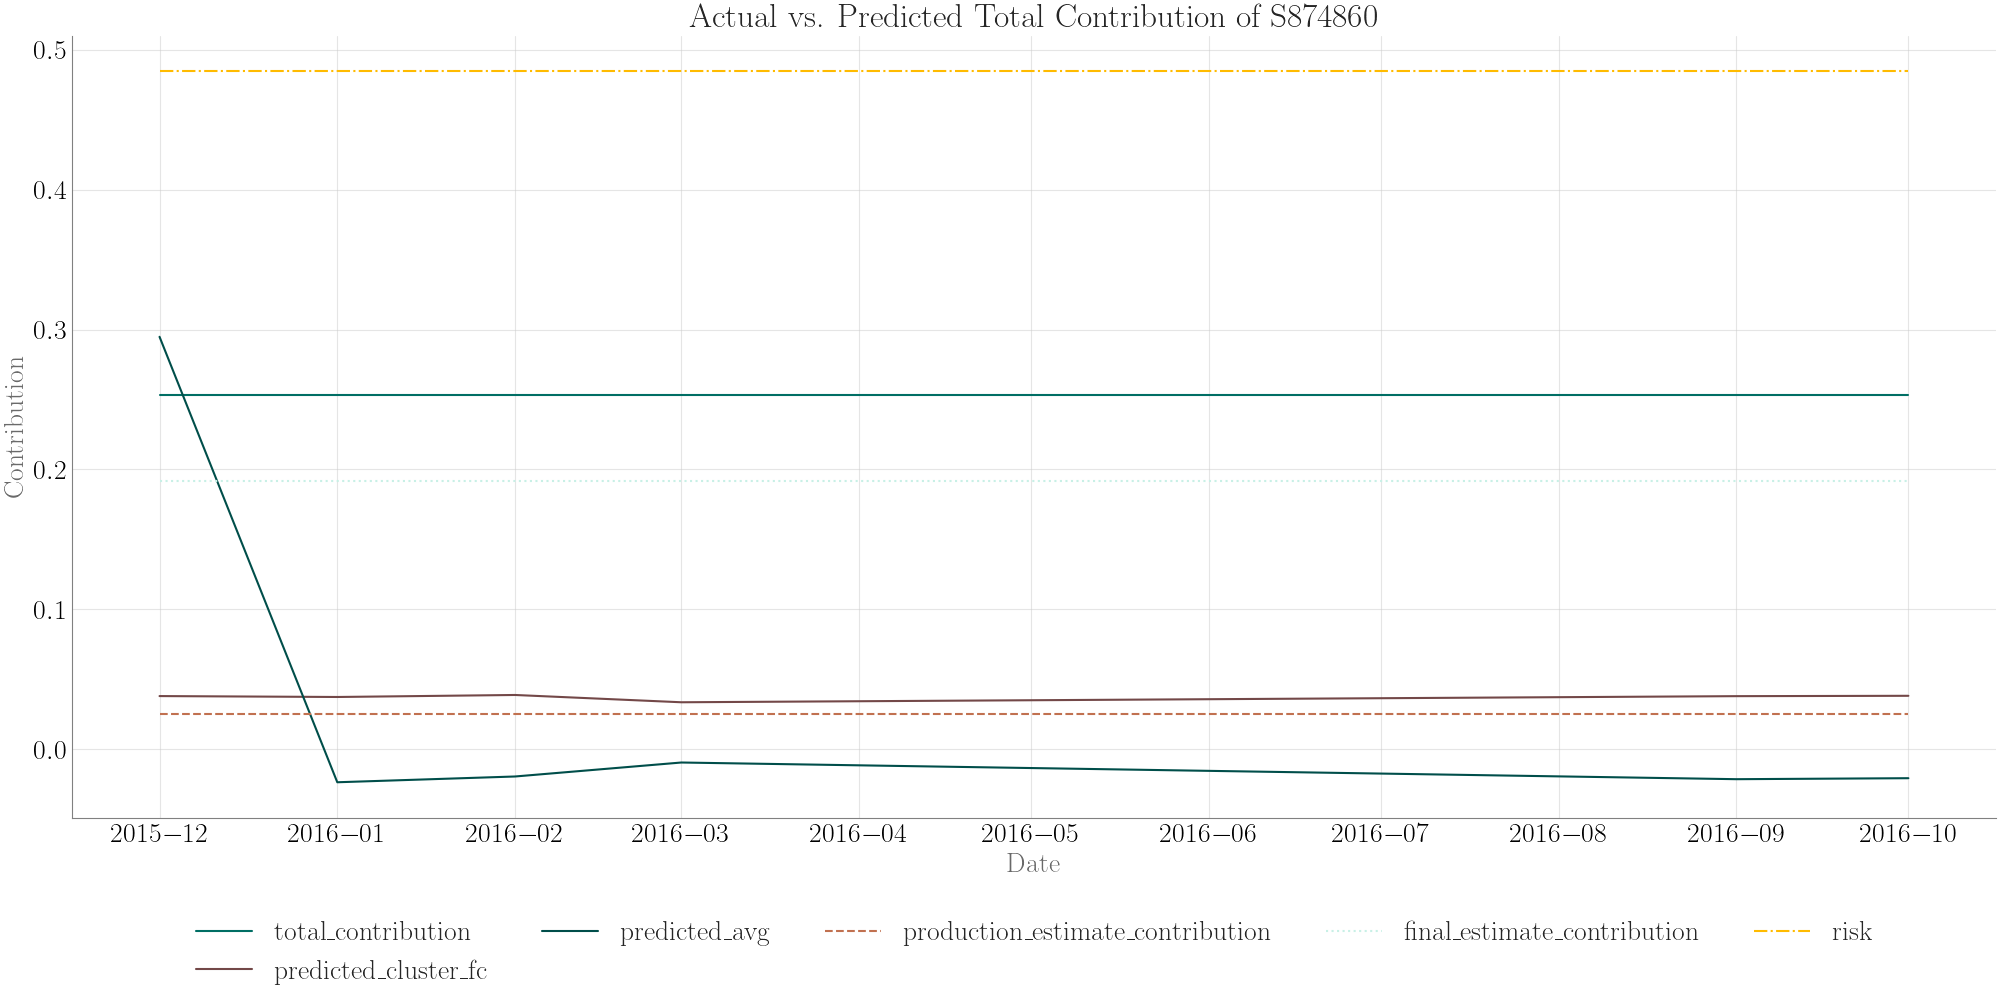 Actual vs. Predicted Total Contribution of S874860
0.5
0.4
0.3
0.2
0.1
0.0
Contribution
2015–12 2016–01 2016–02 2016–03 2016–04 2016–05 2016–06 2016–07 2016–08 2016–09 2016–10
Date
total_contribution predicted_avg production_estimate_contribution final_estimate_contribution risk
predicted_cluster_fc